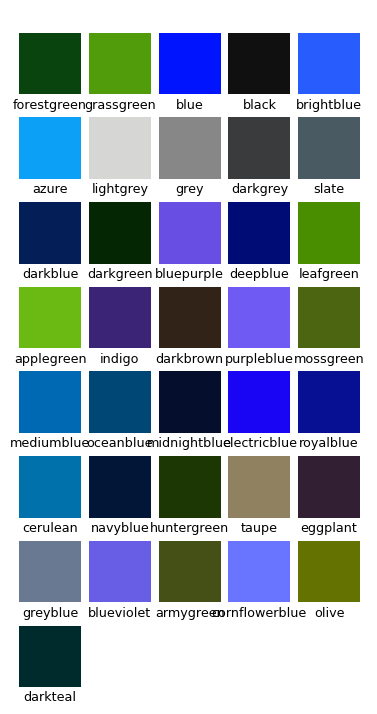 forestgreen grassgreen blue black brightblue
azure lightgrey grey darkgrey slate
darkblue darkgreen bluepurple deepblue leafgreen
applegreen indigo darkbrown purpleblue mossgreen
mediumblue oceanblue midnightblue electricblue royalblue
cerulean navyblue huntergreen taupe eggplant
greyblue blueviolet armygreen cornflowerblue olive
darkteal